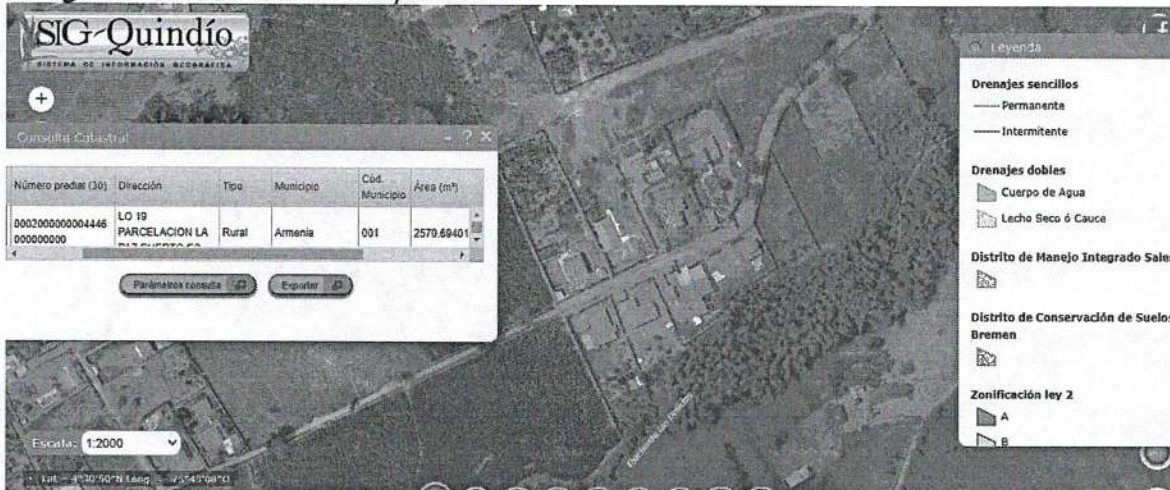 SIG-Quindío
SISTEMA DE INFORMACIÓN GEOGRÁFICA
Consulta Catastral
Número predial (30) Dirección Tipo Municipio Cód. Municipio Área (m²)
0002000000004446000000000 LO 19 PARCELACION LA Rural Armenia 001 2579.69401
Parámetros consulta
Exportar
Escala: 1:2000
Leyenda
Drenajes sencillos
Permanente
Intermitente
Drenajes dobles
Cuerpo de Agua
Lecho Seco ó Cauce
Distrito de Manejo Integrado Sale
Distrito de Conservación de Suelos
Bremen
Zonificación ley 2
A
B